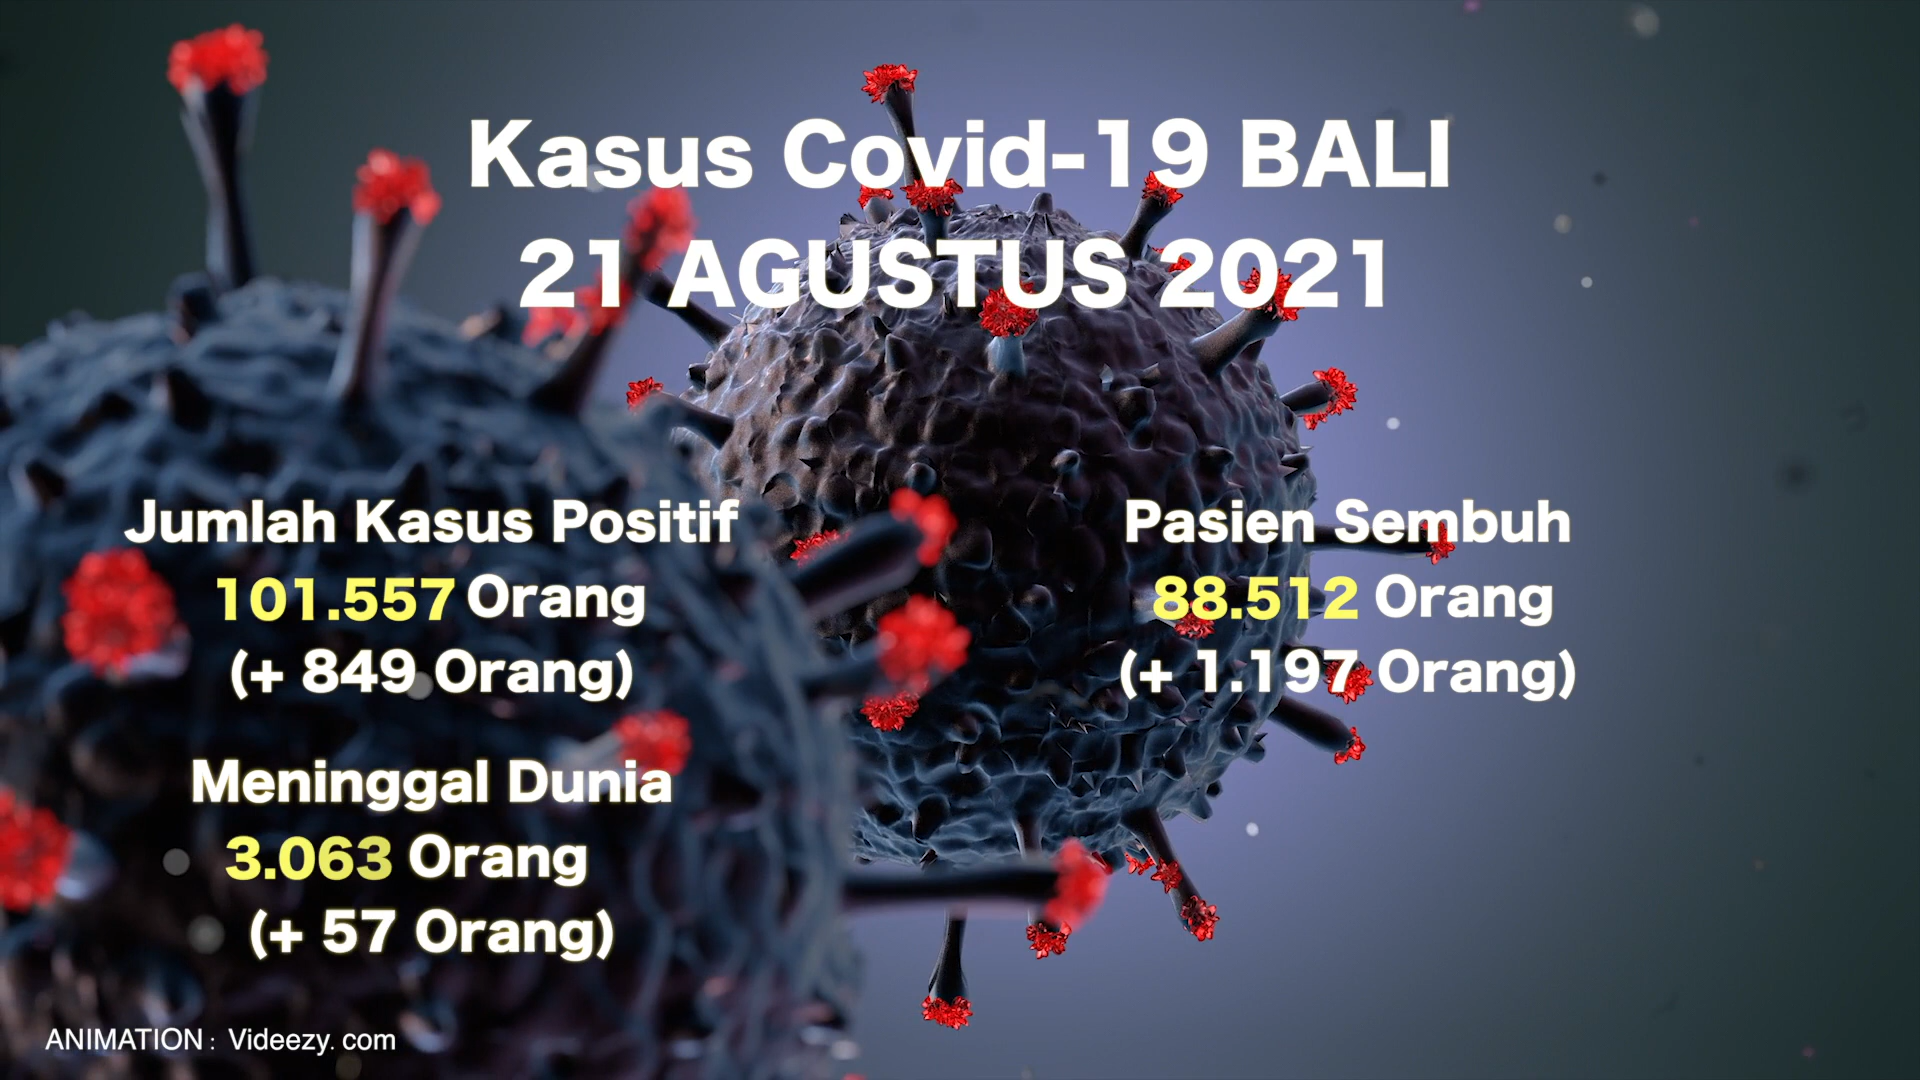 Kasus Covid-19 BALI
21 AGUSTUS 2021
Jumlah Kasus Positif
101.557 Orang
(+ 849 Orang)
Pasien Sembuh
88.512 Orang
(+ 1.197 Orang)
Meninggal Dunia
3.063 Orang
(+ 57 Orang)
ANIMATION : Videezy. com